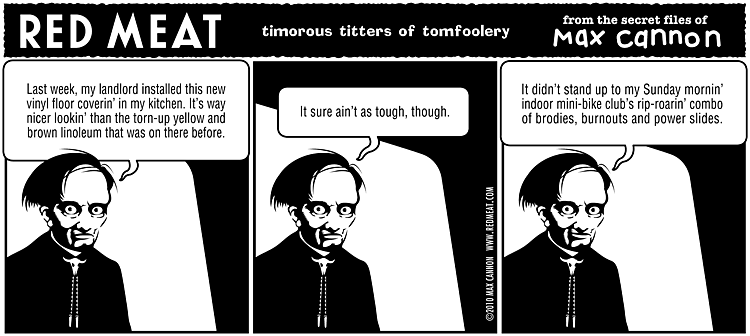 RED MEAT
timorous titters of tomfoolery
from the secret files of
Max cannon
Last week, my landlord installed this new
vinyl floor coverin' in my kitchen. It's way
nicer lookin' than the torn-up yellow and
brown linoleum that was on there before.
It sure ain't as tough, though.
©2010 MAX CANNON WWW.REDMEAT.COM
It didn't stand up to my Sunday mornin'
indoor mini-bike club's rip-roarin' combo
of brodies, burnouts and power slides.